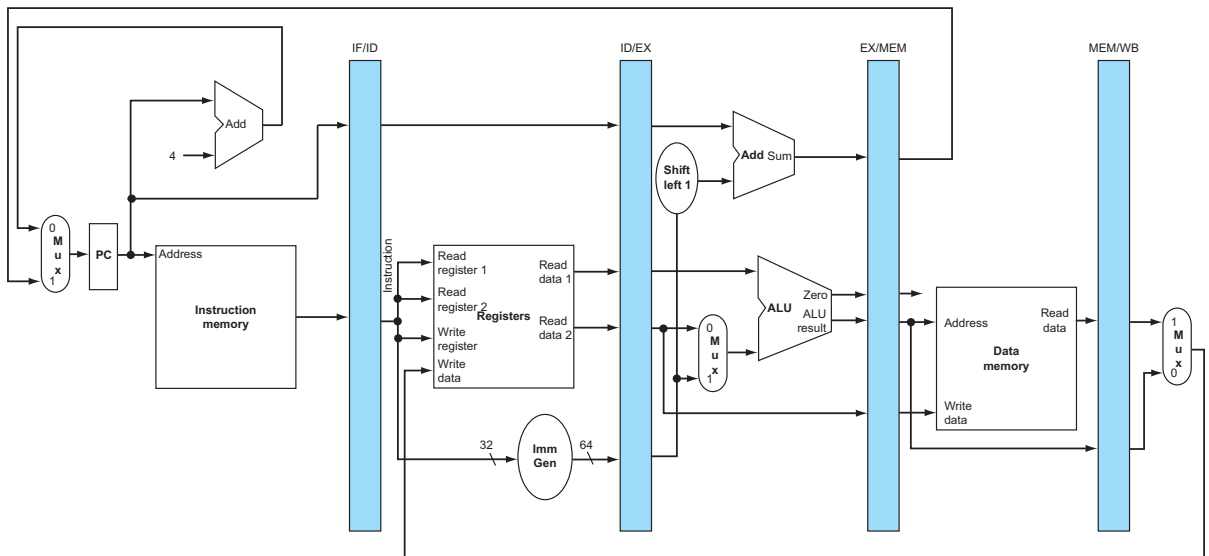 IF/ID
ID/EX
EX/MEM
MEM/WB
Add
4
Shift
left 1
Add Sum
0
M
u
x
1
PC
Address
Instruction
memory
Instruction
Read
register 1
Read
register 2
Registers
Write
register
Write
data
Read
data 1
Read
data 2
0
M
u
x
1
ALU
Zero
ALU
result
Address
Read
data
Data
memory
Write
data
1
M
u
x
0
32
Imm
Gen
64